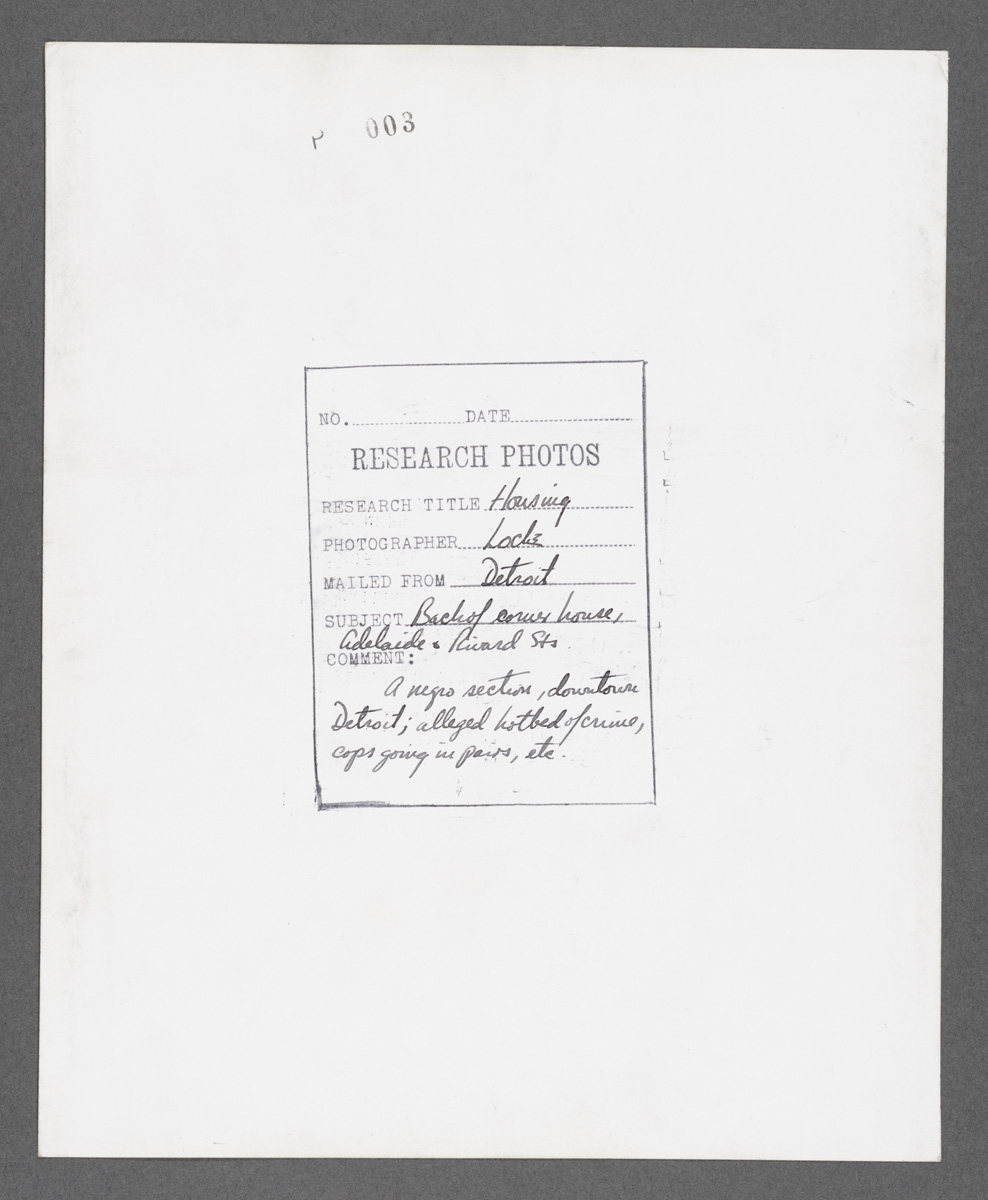 P 003
NO. DATE
RESEARCH PHOTOS
RESEARCH TITLE Housing
PHOTOGRAPHER Locke
MAILED FROM Detroit
SUBJECT Back of corner house,
Adelaide & Rivard Sts.
COMMENT:
A negro section, downtown
Detroit; alleged hotbed of crime,
cops going in pairs, etc.